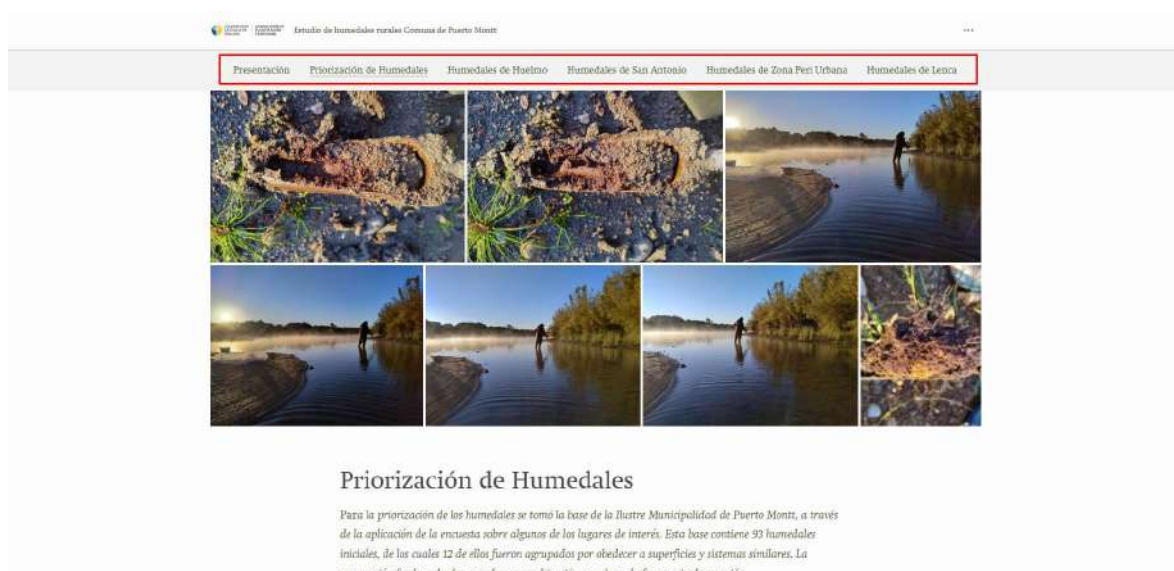 Estudio de humedales rurales Comuna de Puerto Montt
Presentación Priorización de Humedales Humedales de Huelmo Humedales de San Antonio Humedales de Zona Peri Urbana Humedales de Lenca
Priorización de Humedales
Para la priorización de los humedales se tomó la base de la Ilustre Municipalidad de Puerto Montt, a través
de la aplicación de la encuesta sobre algunos de los lugares de interés. Esta base contiene 93 humedales
iniciales, de los cuales 12 de ellos fueron agrupados por obedecer a superficies y sistemas similares. La